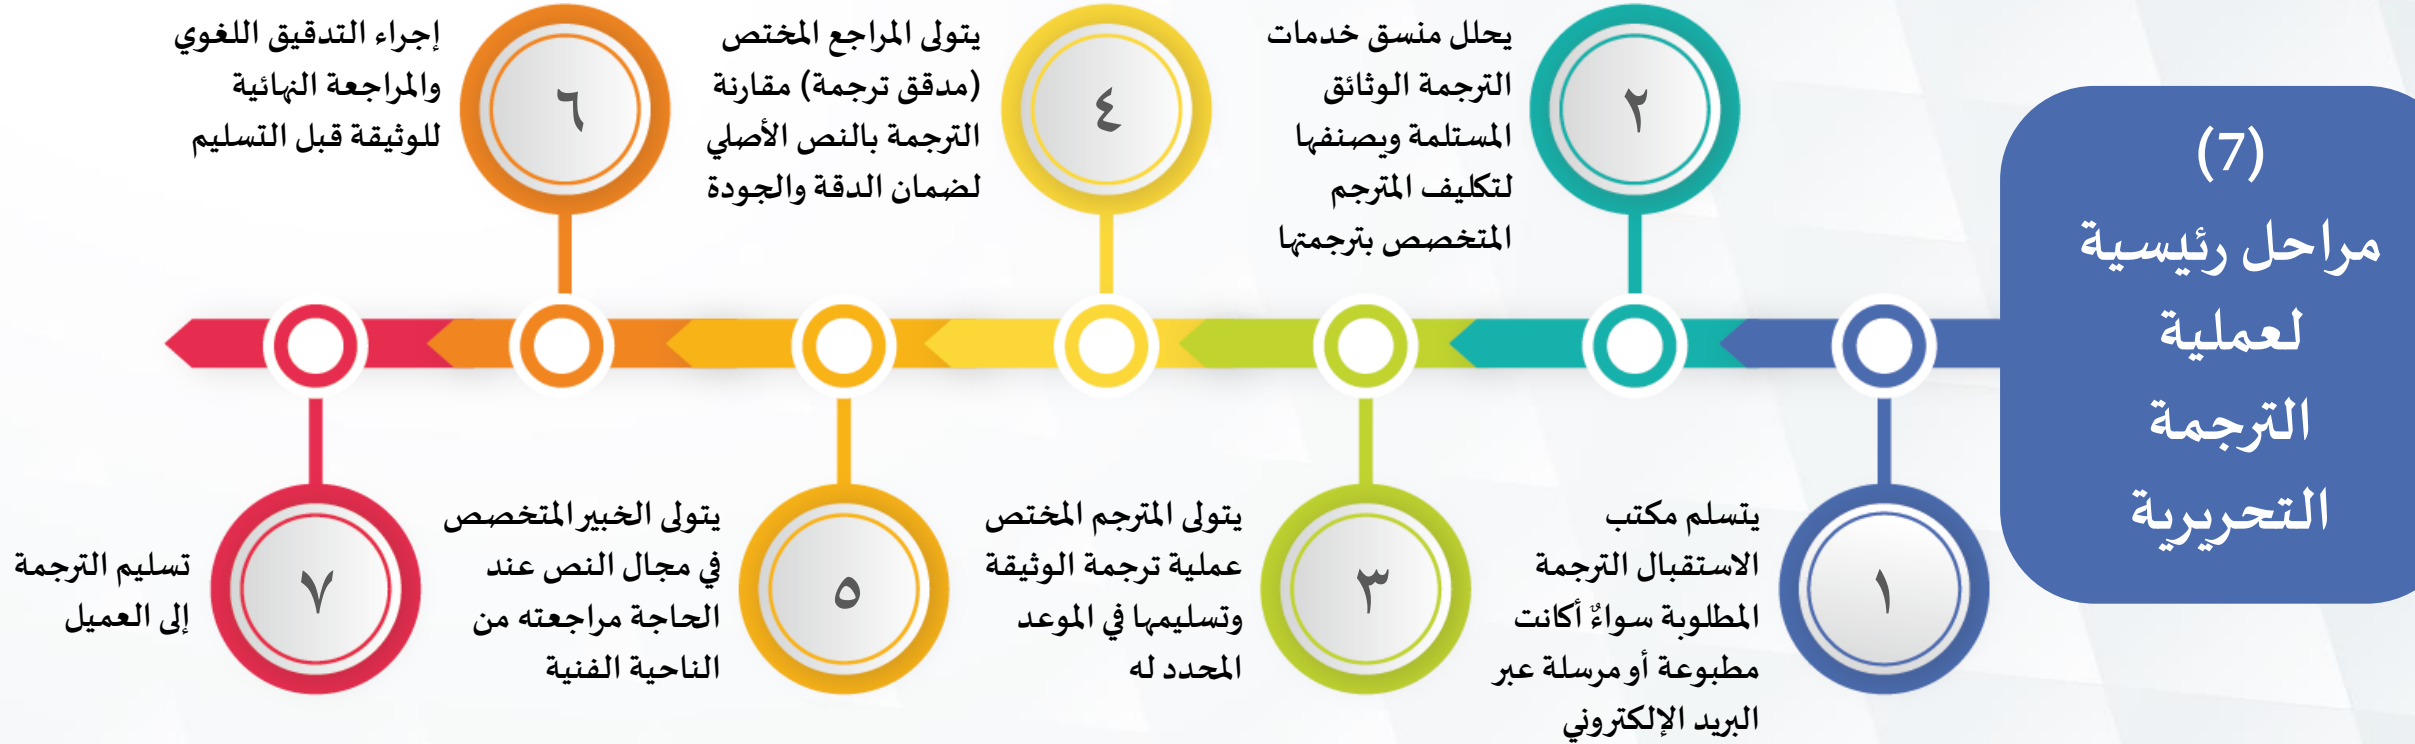 (7)
مراحل رئيسية
لعملية
الترجمة
التحريرية
١
يتسلم مكتب
الاستقبال الترجمة
المطلوبة سواءٌ أكانت
مطبوعة أو مرسلة عبر
البريد الإلكتروني
٢
يحلل منسق خدمات
الترجمة الوثائق
المستلمة ويصنفها
لتكليف المترجم
المتخصص بترجمتها
٣
يتولى المترجم المختص
عملية ترجمة الوثيقة
وتسليمها في الموعد
المحدد له
٤
يتولى المراجع المختص
(مدقق ترجمة) مقارنة
الترجمة بالنص الأصلي
لضمان الدقة والجودة
٥
يتولى الخبير المتخصص
في مجال النص عند
الحاجة مراجعته من
الناحية الفنية
٦
إجراء التدقيق اللغوي
والمراجعة النهائية
للوثيقة قبل التسليم
٧
تسليم الترجمة
إلى العميل